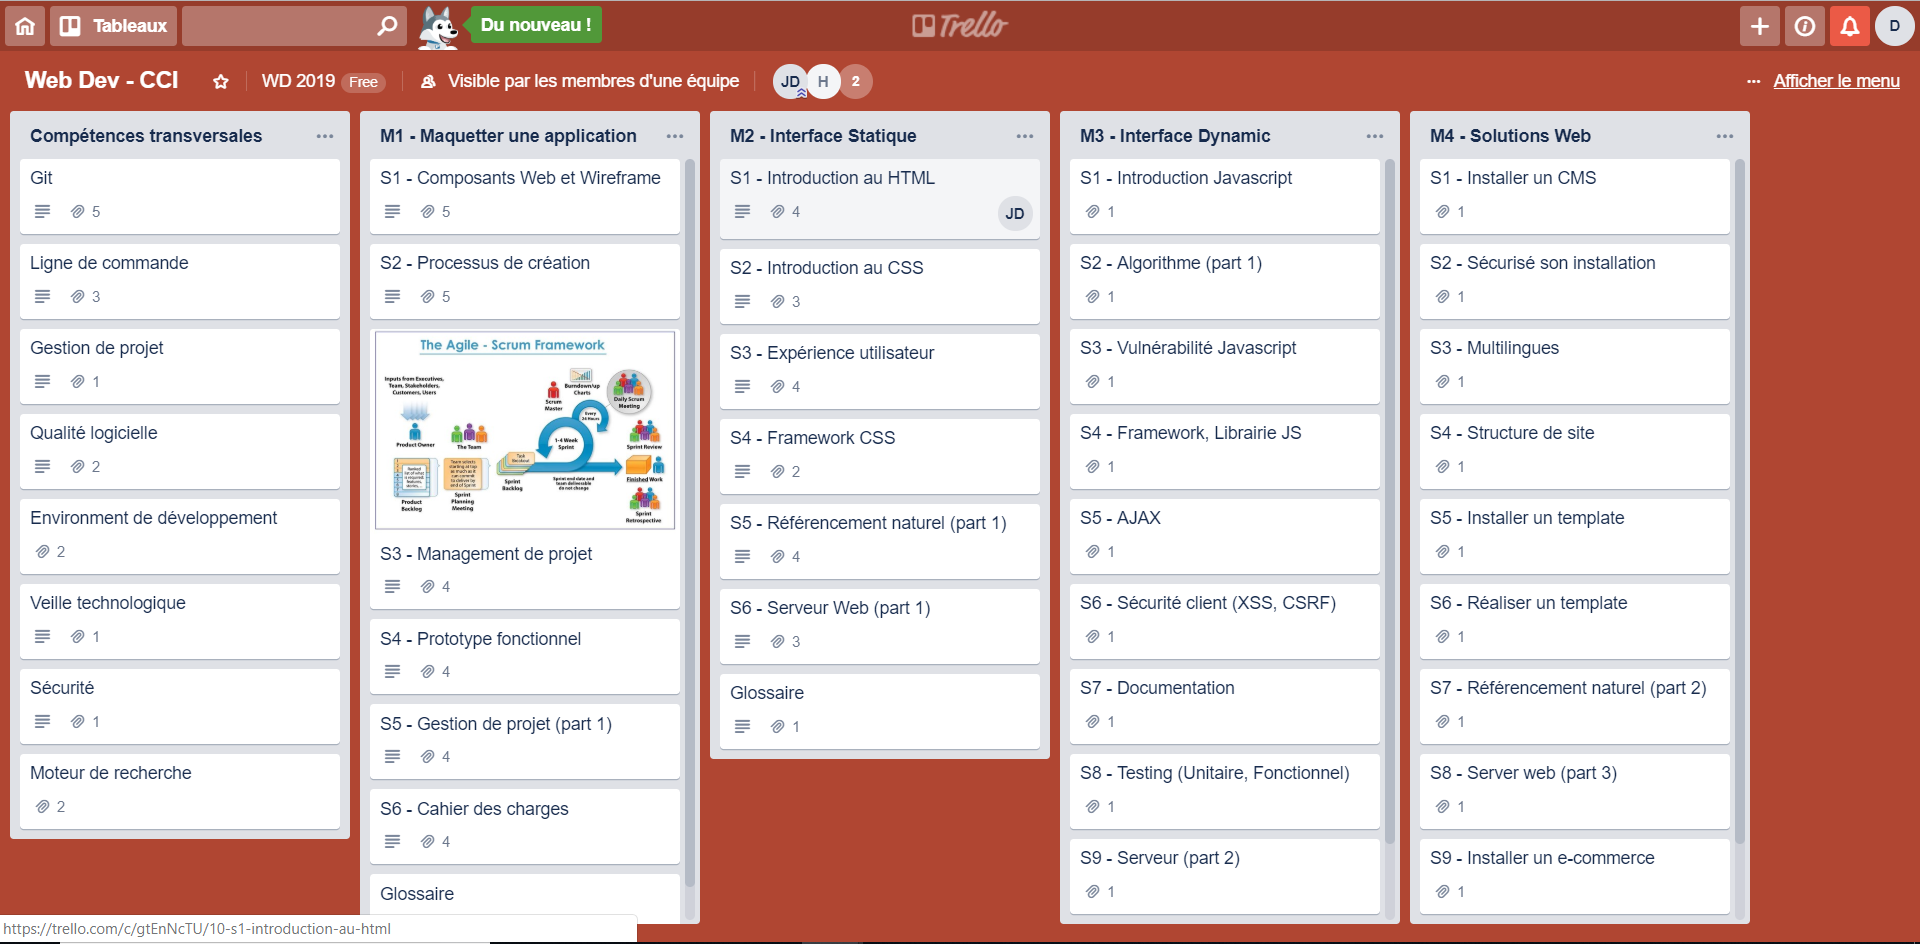 Tableaux
Du nouveau !
Trello
D
Web Dev - CCI
WD 2019 Free
Visible par les membres d'une équipe
JD H 2
Afficher le menu
Compétences transversales
Git
5
Ligne de commande
3
Gestion de projet
1
Qualité logicielle
2
Environment de développement
2
Veille technologique
1
Sécurité
1
Moteur de recherche
2
M1 - Maquetter une application
S1 - Composants Web et Wireframe
5
S2 - Processus de création
5
The Agile - Scrum Framework
Inputs from Executives,
Team, Stakeholders,
Customers, Users
Product Owner
The Team
Product
Backlog
Sprint
Planning
Meeting
Task
Breakout
Sprint
Backlog
Scrum
Master
Burndown/up
Charts
Every
24 Hours
1-4 Week
Sprint
Daily Scrum
Meeting
Sprint end date and
team deliverable
do not change
Sprint Review
Finished Work
Sprint
Retrospective
S3 - Management de projet
4
S4 - Prototype fonctionnel
4
S5 - Gestion de projet (part 1)
4
S6 - Cahier des charges
4
Glossaire
M2 - Interface Statique
S1 - Introduction au HTML
4
JD
S2 - Introduction au CSS
3
S3 - Expérience utilisateur
4
S4 - Framework CSS
2
S5 - Référencement naturel (part 1)
4
S6 - Serveur Web (part 1)
3
Glossaire
1
M3 - Interface Dynamic
S1 - Introduction Javascript
1
S2 - Algorithme (part 1)
1
S3 - Vulnérabilité Javascript
1
S4 - Framework, Librairie JS
1
S5 - AJAX
1
S6 - Sécurité client (XSS, CSRF)
1
S7 - Documentation
1
S8 - Testing (Unitaire, Fonctionnel)
1
S9 - Serveur (part 2)
1
M4 - Solutions Web
S1 - Installer un CMS
1
S2 - Sécurisé son installation
1
S3 - Multilingues
1
S4 - Structure de site
1
S5 - Installer un template
1
S6 - Réaliser un template
1
S7 - Référencement naturel (part 2)
1
S8 - Server web (part 3)
1
S9 - Installer un e-commerce
1
https://trello.com/c/gtEnNcTU/10-s1-introduction-au-html